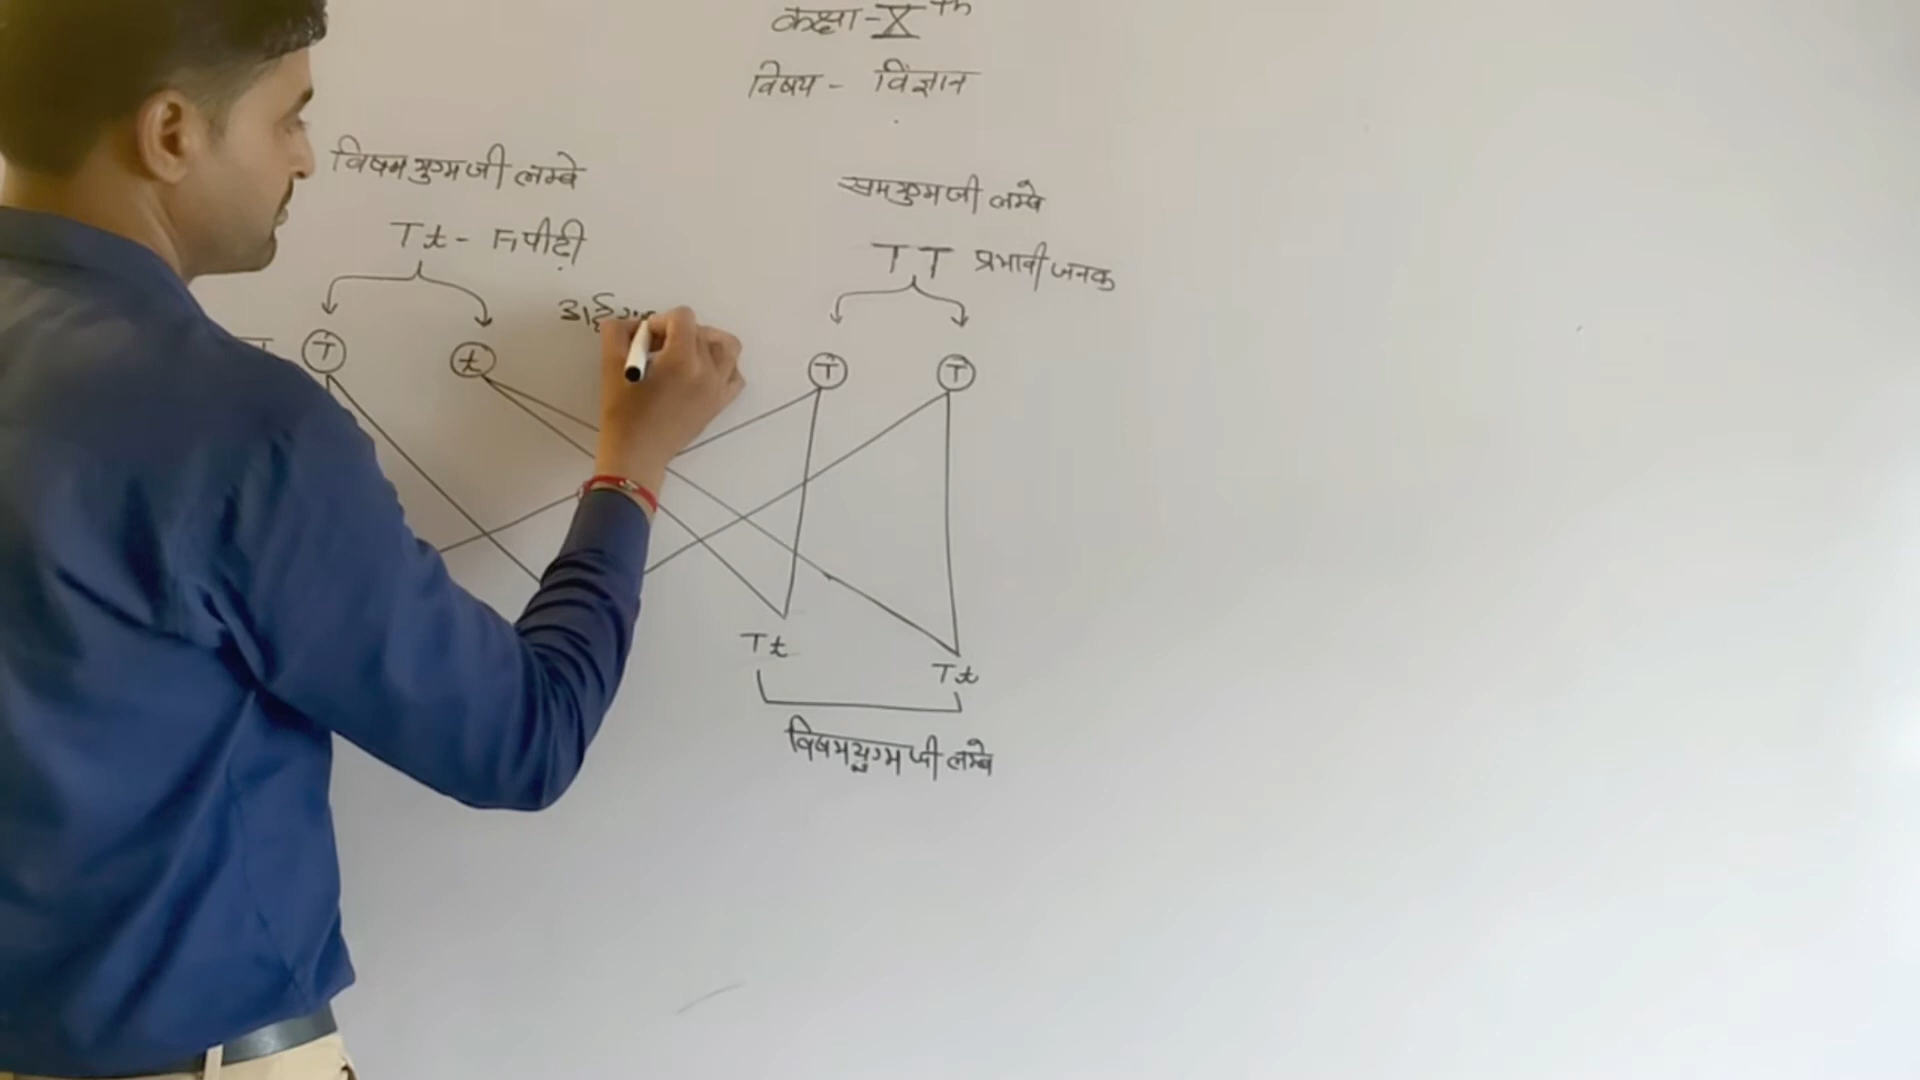 कक्षा - X Th
विषय - विज्ञान
विषमयुग्मजी लम्बे
समयुग्मजी लम्बे
Tt - F₁ पीढ़ी
TT प्रभावी जनक
T
t
T
T
Tt
Tt
विषमयुग्मजी लम्बे